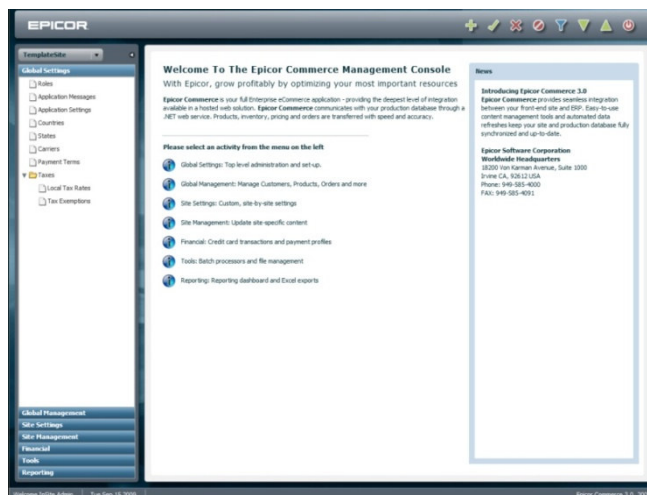 EPICOR
TemplateSite
Global Settings
Roles
Application Messages
Application Settings
Countries
States
Carriers
Payment Terms
Taxes
Local Tax Rates
Tax Exemptions
Global Management
Site Settings
Site Management
Financial
Tools
Reporting
Welcome To The Epicor Commerce Management Console
With Epicor, grow profitably by optimizing your most important resources
Epicor Commerce is your full Enterprise eCommerce application - providing the deepest level of integration
available in a hosted web solution. Epicor Commerce communicates with your production database through a
.NET web service. Products, inventory, pricing and orders are transferred with speed and accuracy.
Please select an activity from the menu on the left
Global Settings: Top level administration and set-up.
Global Management: Manage Customers, Products, Orders and more
Site Settings: Custom, site-by-site settings
Site Management: Update site-specific content
Financial: Credit card transactions and payment profiles
Tools: Batch processors and file management
Reporting: Reporting dashboard and Excel exports
News
Introducing Epicor Commerce 3.0
Epicor Commerce provides seamless integration
between your front-end site and ERP. Easy-to-use
content management tools and automated data
refreshes keep your site and production database fully
synchronized and up-to-date.
Epicor Software Corporation
Worldwide Headquarters
18200 Von Karman Avenue, Suite 1000
Irvine CA, 92612 USA
Phone: 949-585-4000
FAX: 949-585-4091